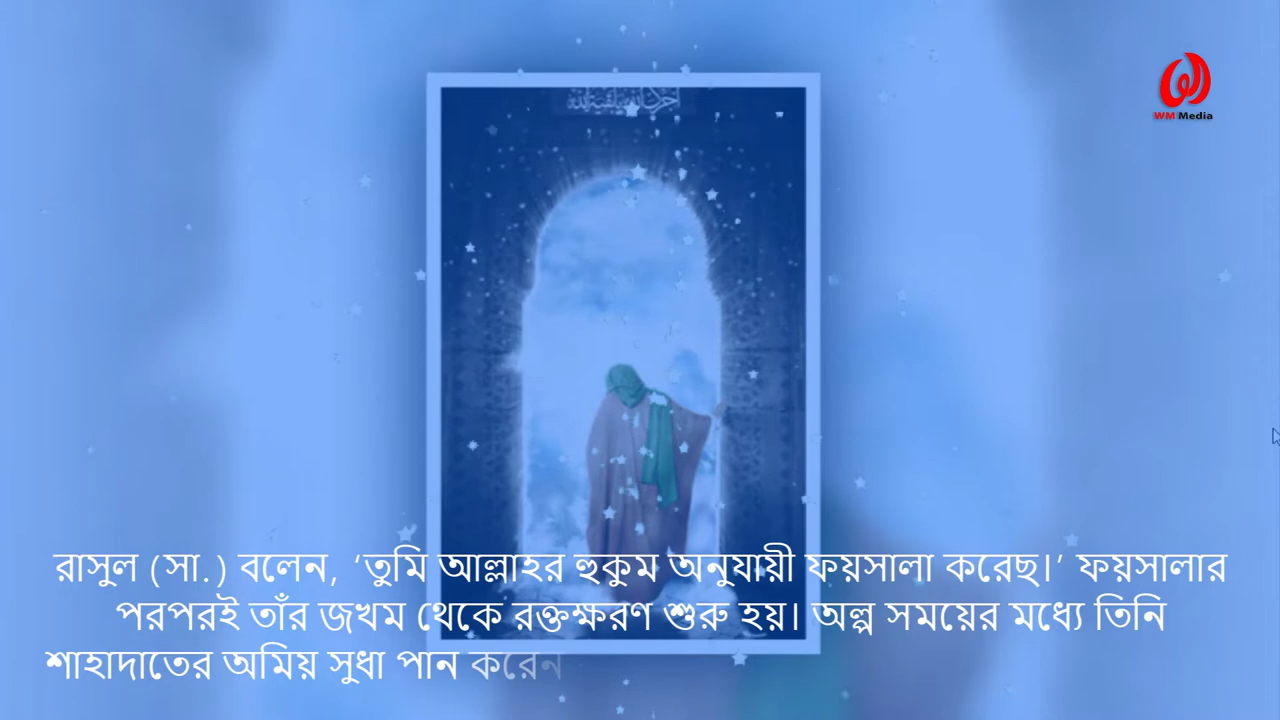 WM Media
রাসুল (সা.) বলেন, ‘তুমি আল্লাহর হুকুম অনুযায়ী ফয়সালা করেছ।’ ফয়সালার
পরপরই তাঁর জখম থেকে রক্তক্ষরণ শুরু হয়। অল্প সময়ের মধ্যে তিনি
শাহাদাতের অমিয় সুধা পান করেন